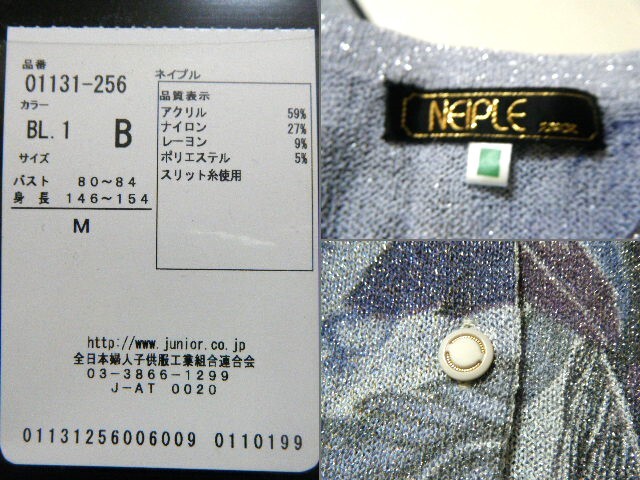 品番
01131-256
カラー
BL.1 B
サイズ
バスト 80～84
身長 146～154
M
ネイプル
品質表示
アクリル 59%
ナイロン 27%
レーヨン 9%
ポリエステル 5%
スリット糸使用
http://www.junior.co.jp
全日本婦人子供服工業組合連合会
03-3866-1299
J-AT 0020
01131256006009 0110199
NEIPLE